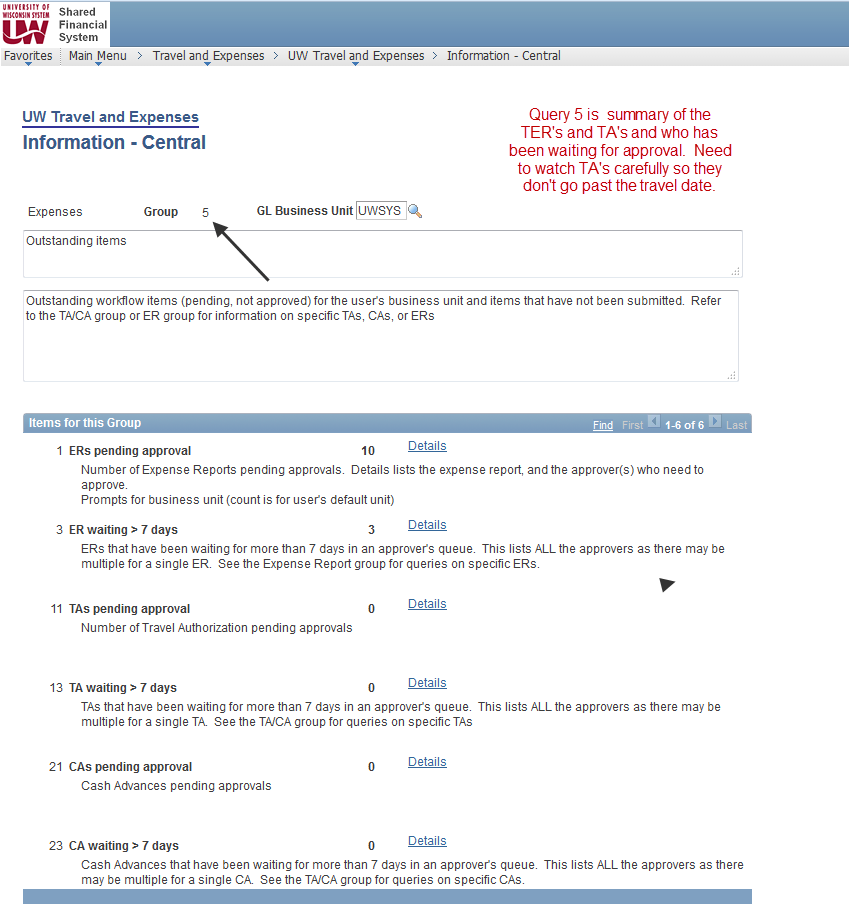 UNIVERSITY OF
WISCONSIN SYSTEM
UW
Shared
Financial
System
Favorites Main Menu > Travel and Expenses > UW Travel and Expenses > Information - Central
UW Travel and Expenses
Information - Central
Query 5 is summary of the
TER's and TA's and who has
been waiting for approval. Need
to watch TA's carefully so they
don't go past the travel date.
Expenses Group 5 GL Business Unit UWSYS
Outstanding items
Outstanding workflow items (pending, not approved) for the user's business unit and items that have not been submitted. Refer
to the TA/CA group or ER group for information on specific TAs, CAs, or ERs
Items for this Group Find First 1-6 of 6 Last
1 ERs pending approval 10 Details
Number of Expense Reports pending approvals. Details lists the expense report, and the approver(s) who need to
approve.
Prompts for business unit (count is for user's default unit)
3 ER waiting > 7 days 3 Details
ERs that have been waiting for more than 7 days in an approver's queue. This lists ALL the approvers as there may be
multiple for a single ER. See the Expense Report group for queries on specific ERs.
11 TAs pending approval 0 Details
Number of Travel Authorization pending approvals
13 TA waiting > 7 days 0 Details
TAs that have been waiting for more than 7 days in an approver's queue. This lists ALL the approvers as there may be
multiple for a single TA. See the TA/CA group for queries on specific TAs
21 CAs pending approval 0 Details
Cash Advances pending approvals
23 CA waiting > 7 days 0 Details
Cash Advances that have been waiting for more than 7 days in an approver's queue. This lists ALL the approvers as there
may be multiple for a single CA. See the TA/CA group for queries on specific CAs.